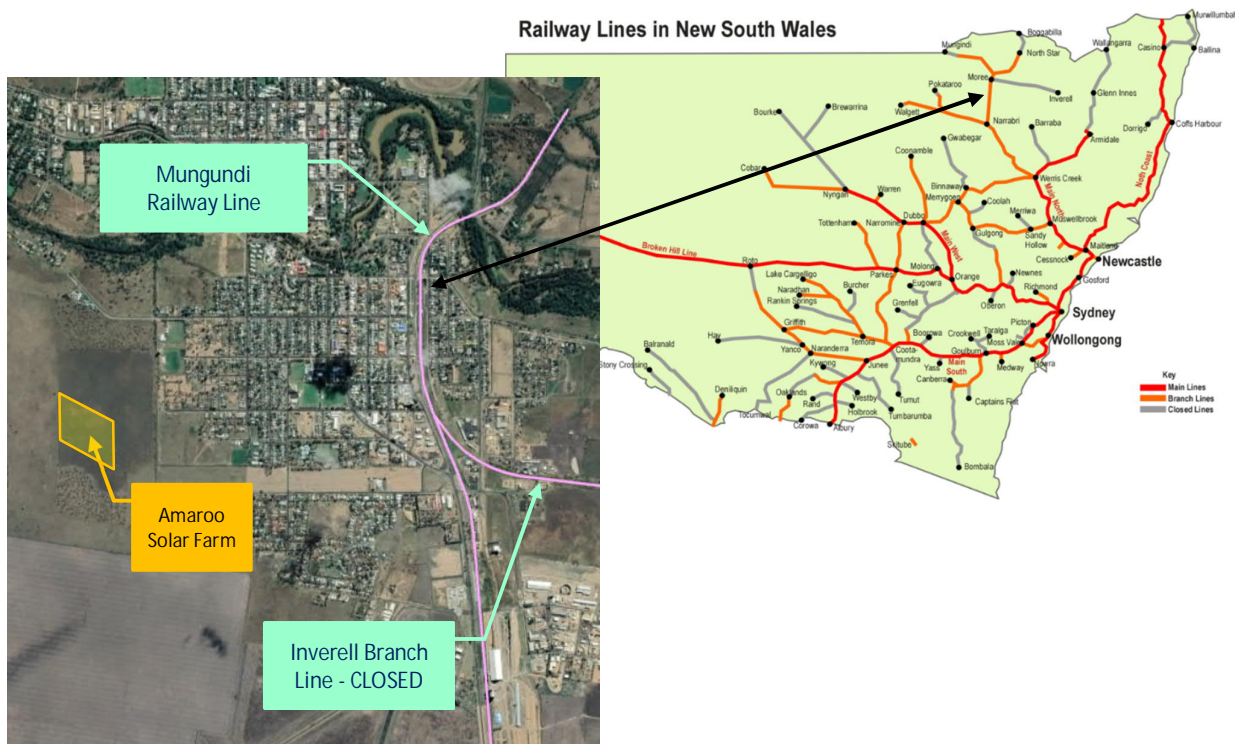 Railway Lines in New South Wales
Mungundi
Railway Line
Amaroo
Solar Farm
Inverell Branch
Line - CLOSED
Murwillumbah
Boggabilla
Mungindi
North Star
Wallangarra
Casino
Ballina
Moree
Pokataroo
Inverell
Glenn Innes
Brewarrina
Bourke
Walgett
Narrabri
Barraba
Dorrigo
Coffs Harbour
Gwabegar
Armidale
Coonamble
Cobar
Binnaway
Werris Creek
Noth Coast
Warren
Nyngan
Merrygoen
Coolah
Main North
Merriwa
Muswellbrook
Tottenham
Narromine
Dubbo
Gulgong
Sandy
Hollow
Main West
Maitland
Broken Hill Line
Cessnock
Newcastle
Roto
Molong
Lake Cargelligo
Parkes
Orange
Newnes
Gosford
Eugowra
Naradhan
Burcher
Richmond
Rankin Springs
Grenfell
Oberon
Sydney
Picton
Griffith
Boorowa
Crookwell
Taralga
Hay
Temora
Moss Vale
Wollongong
Balranald
Yanco
Naranderra
Coota-
mundra
Goulburn
Stony Crossing
Kywong
Junee
Main
South
Yass
Medway
Nowra
Canberra
Key
Deniliquin
Oaklands
Westby
Main Lines
Rand
Tumut
Captains Flat
Branch Lines
Tocumwal
Holbrook
Tumbarumba
Closed Lines
Corowa
Albury
Skitube
Bombala